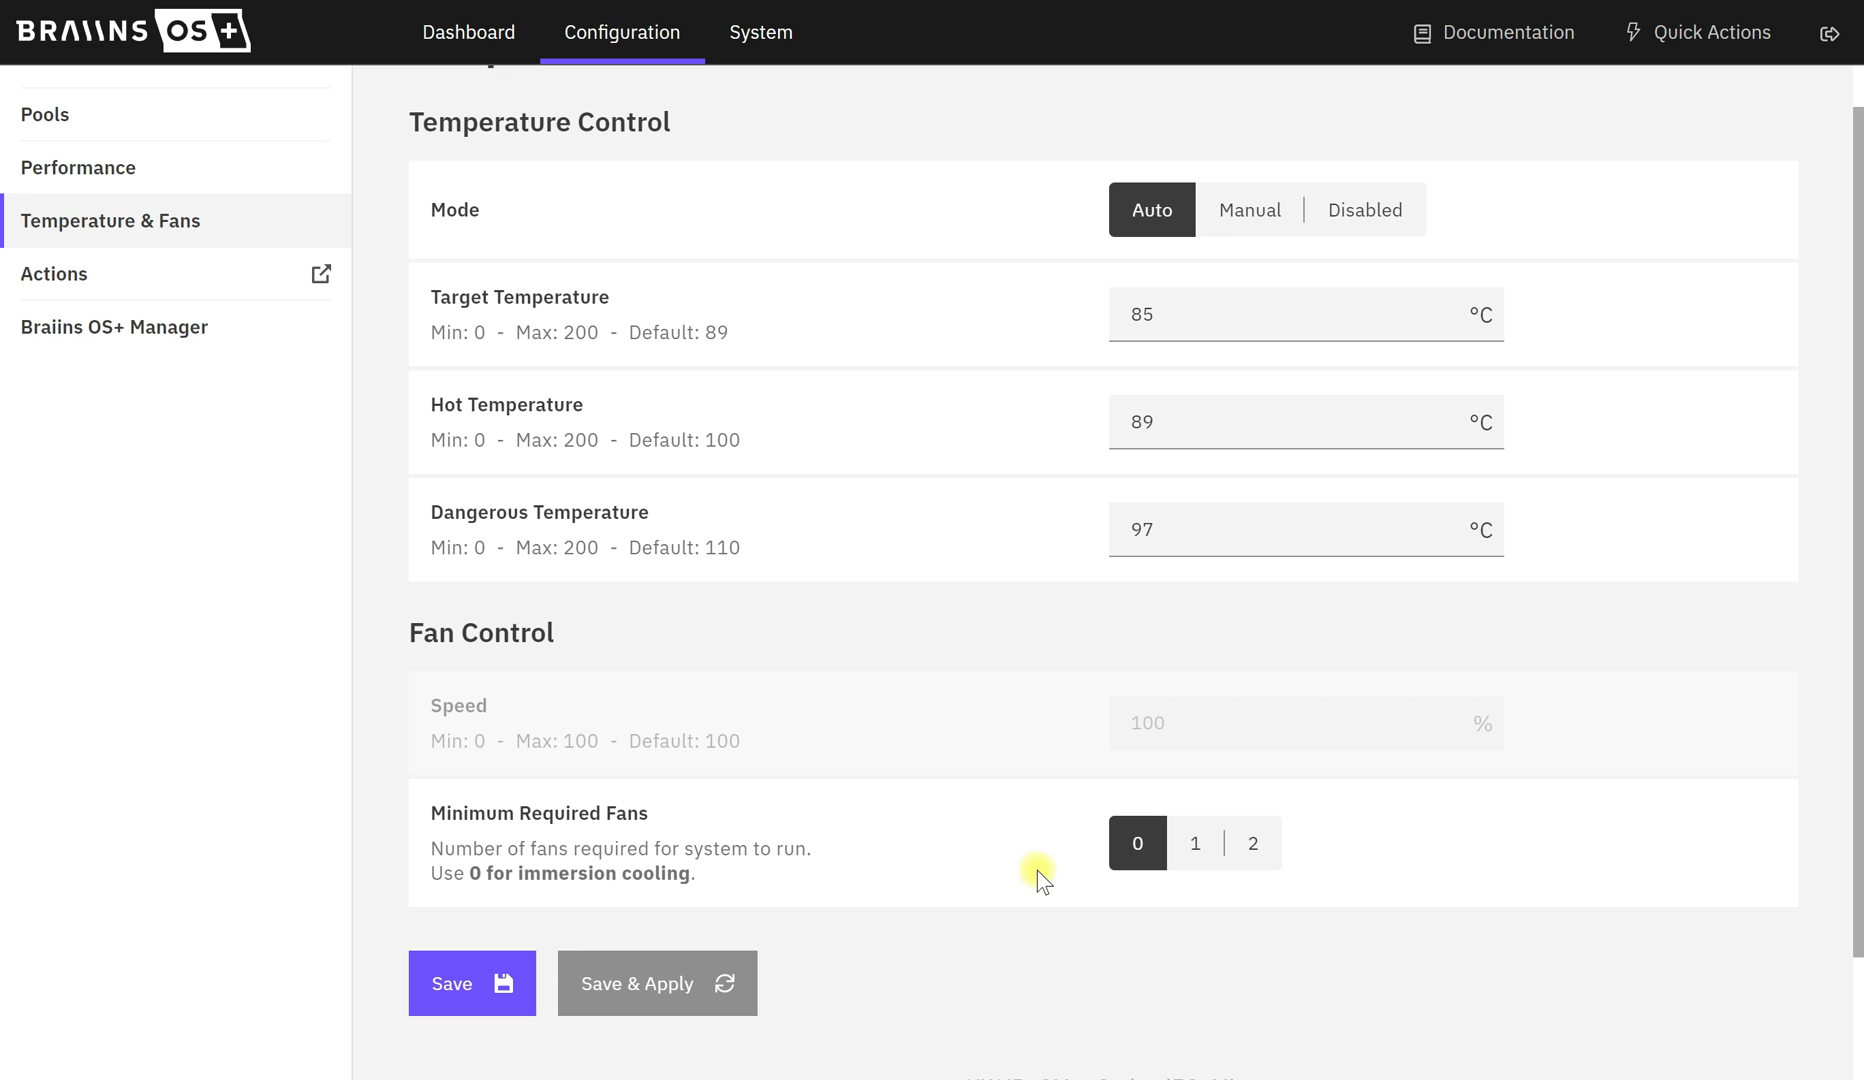 BRAIINS OS+ Dashboard Configuration System Documentation Quick Actions
Pools
Performance
Temperature & Fans
Actions
Braiins OS+ Manager
Temperature Control
Mode Auto Manual Disabled
Target Temperature
Min: 0 - Max: 200 - Default: 89
85 °C
Hot Temperature
Min: 0 - Max: 200 - Default: 100
89 °C
Dangerous Temperature
Min: 0 - Max: 200 - Default: 110
97 °C
Fan Control
Speed
Min: 0 - Max: 100 - Default: 100
100 %
Minimum Required Fans
Number of fans required for system to run.
Use 0 for immersion cooling.
0 1 2
Save Save & Apply